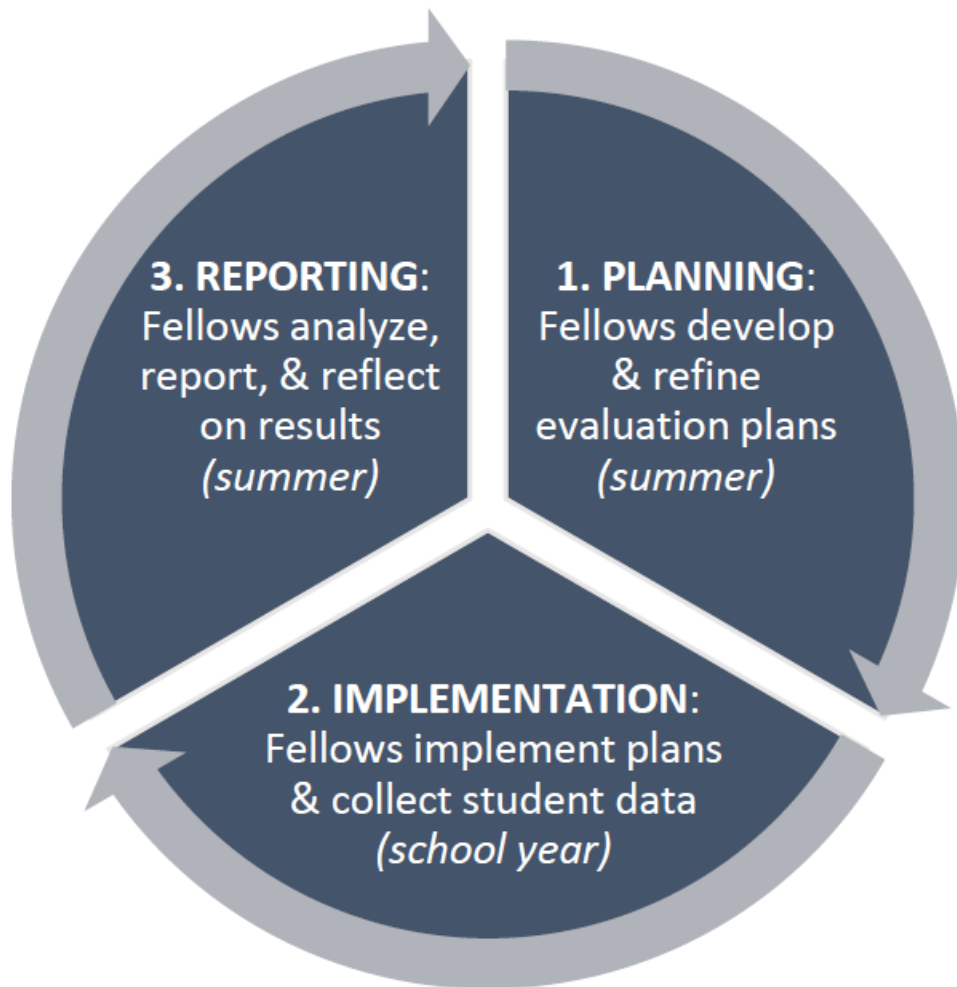 1. PLANNING:
Fellows develop
& refine
evaluation plans
(summer)
2. IMPLEMENTATION:
Fellows implement plans
& collect student data
(school year)
3. REPORTING:
Fellows analyze,
report, & reflect
on results
(summer)